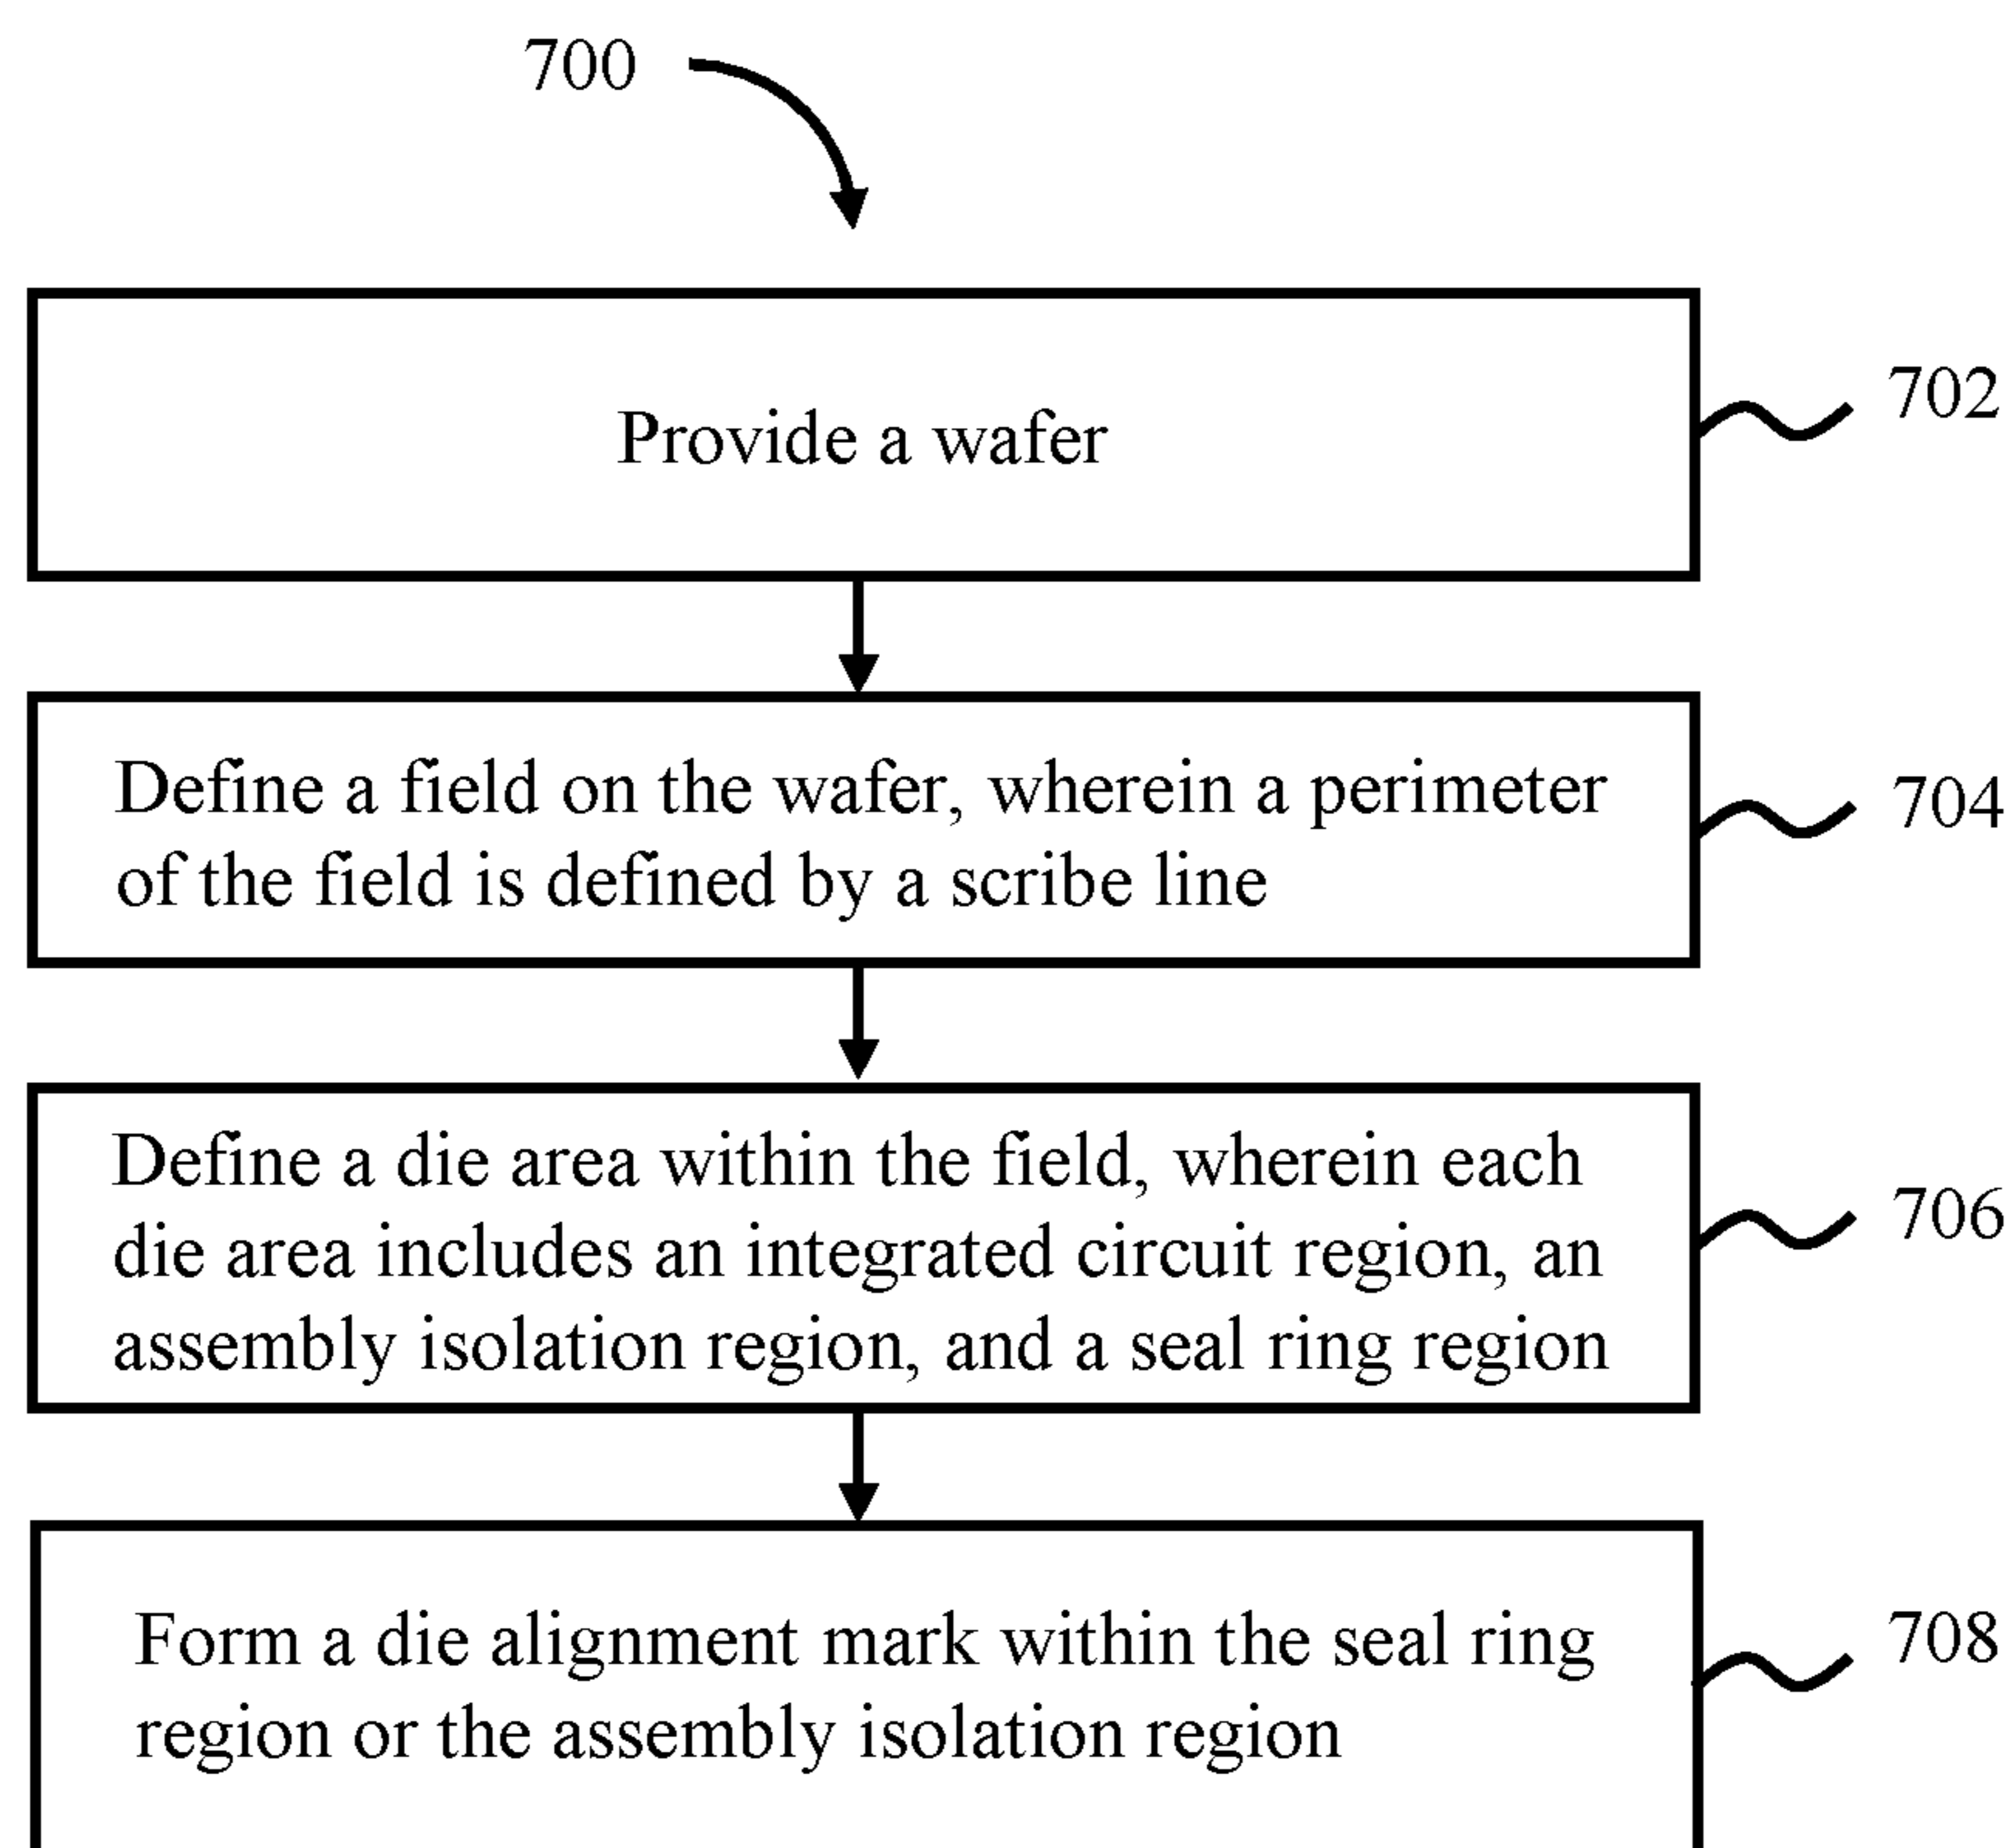 700
Provide a wafer
702
Define a field on the wafer, wherein a perimeter
of the field is defined by a scribe line
704
Define a die area within the field, wherein each
die area includes an integrated circuit region, an
assembly isolation region, and a seal ring region
706
Form a die alignment mark within the seal ring
region or the assembly isolation region
708